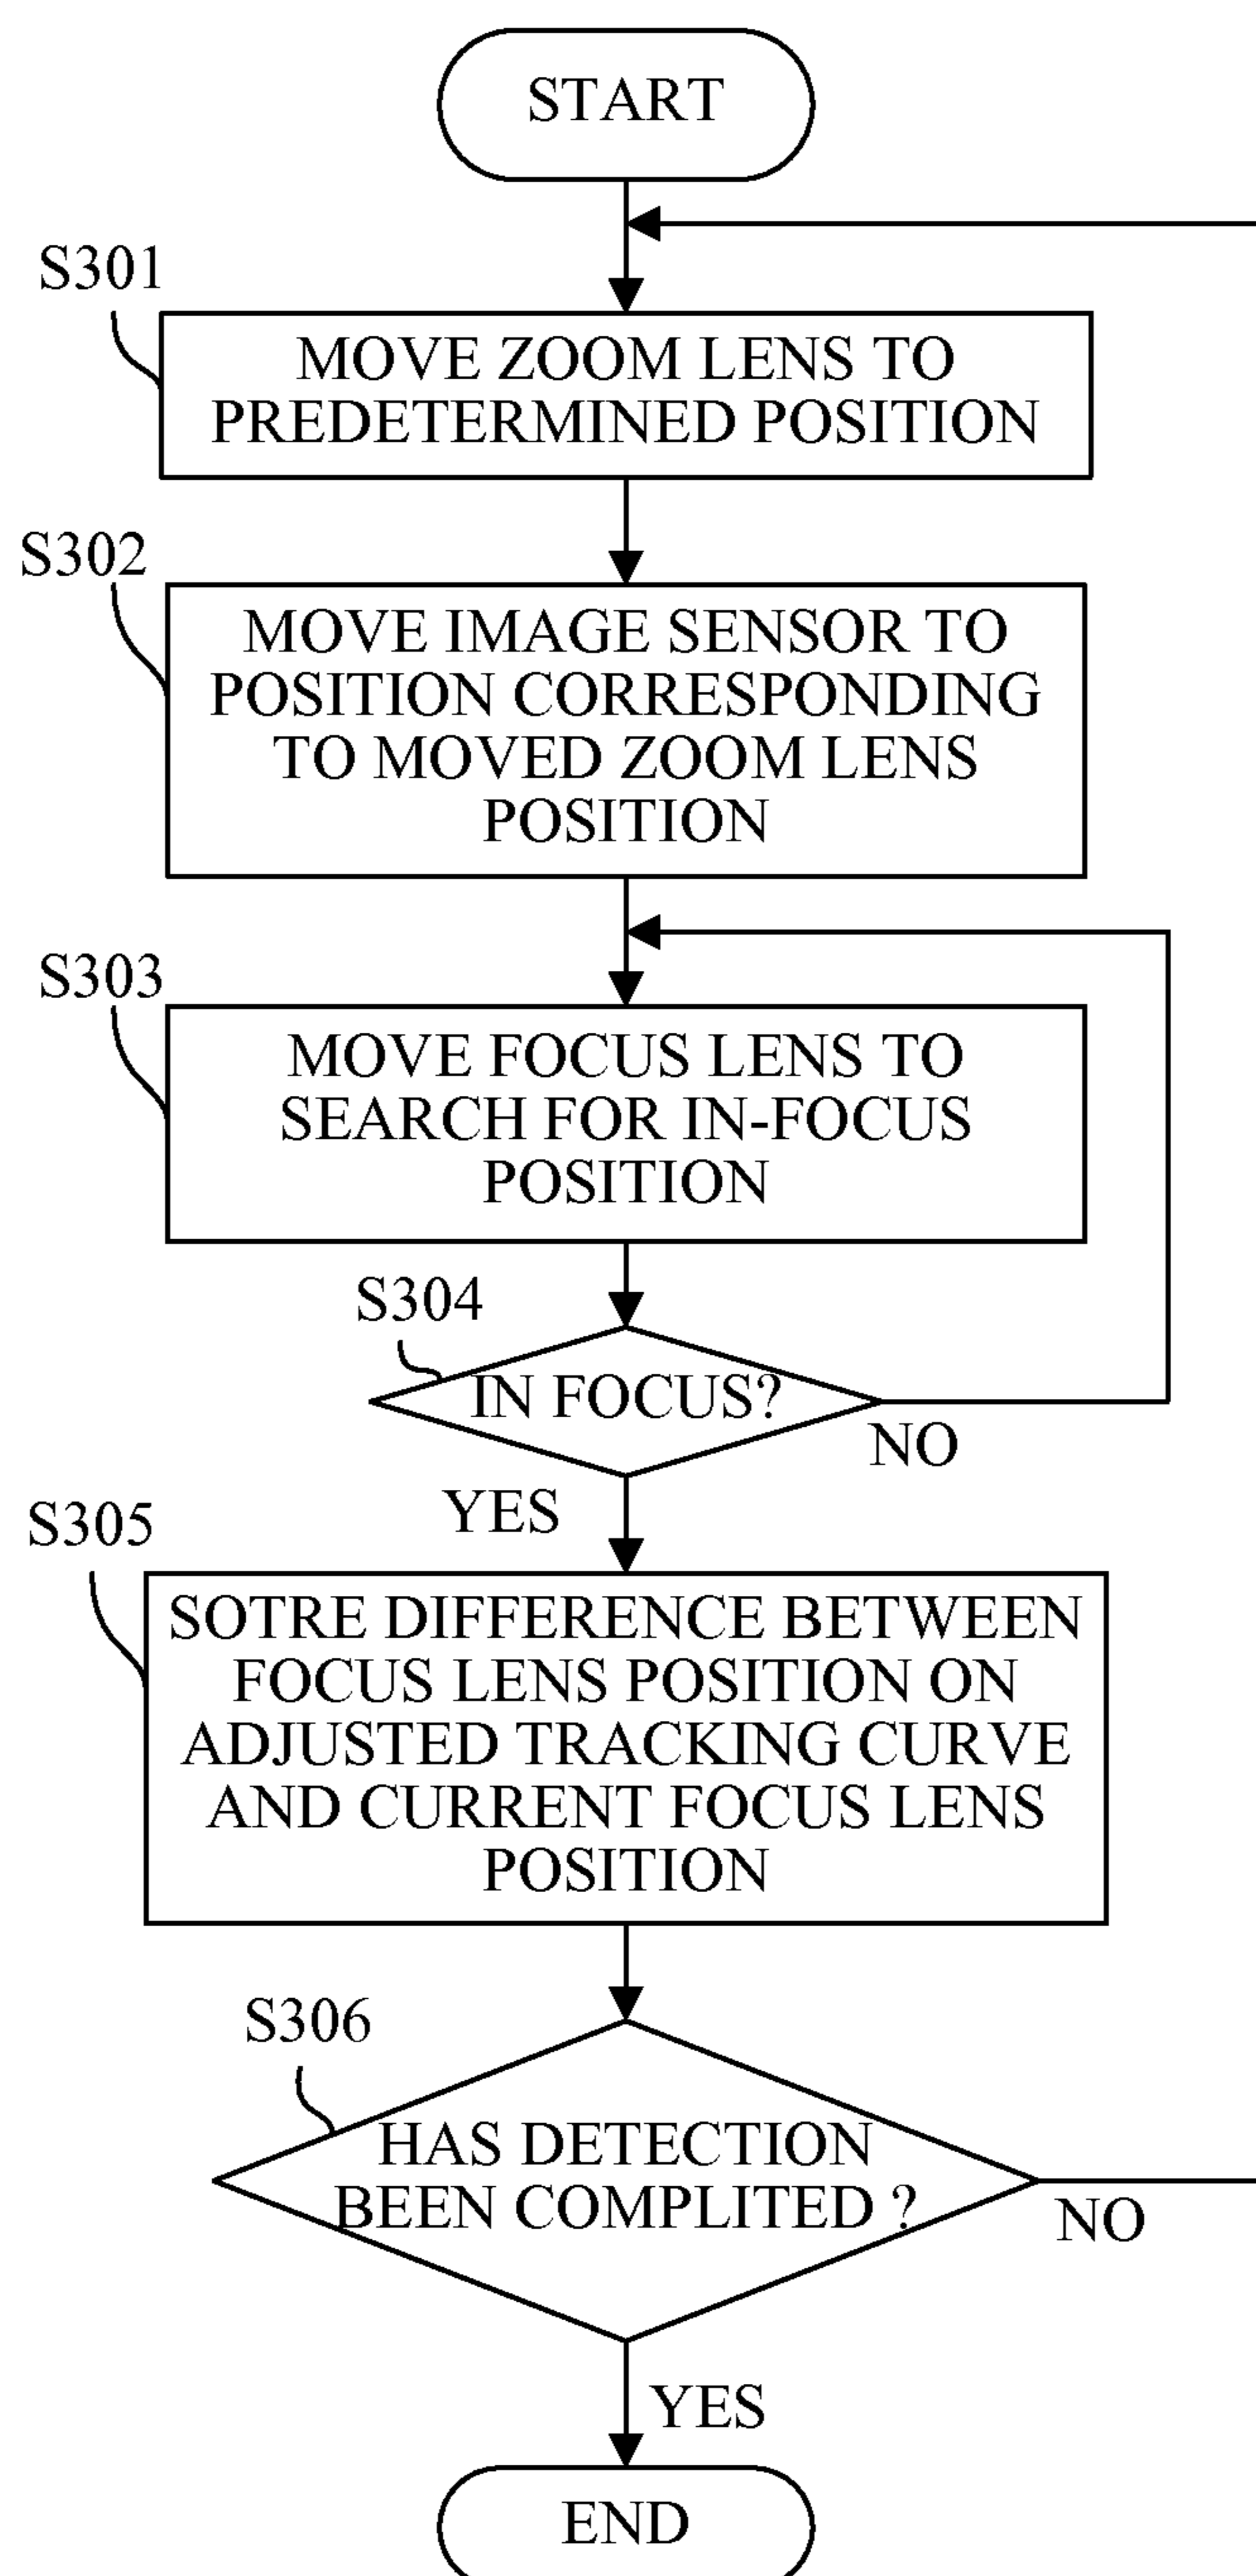 START
S301
MOVE ZOOM LENS TO
PREDETERMINED POSITION
S302
MOVE IMAGE SENSOR TO
POSITION CORRESPONDING
TO MOVED ZOOM LENS
POSITION
S303
MOVE FOCUS LENS TO
SEARCH FOR IN-FOCUS
POSITION
S304
IN FOCUS?
NO
YES
S305
SOTRE DIFFERENCE BETWEEN
FOCUS LENS POSITION ON
ADJUSTED TRACKING CURVE
AND CURRENT FOCUS LENS
POSITION
S306
HAS DETECTION
BEEN COMPLITED ?
NO
YES
END